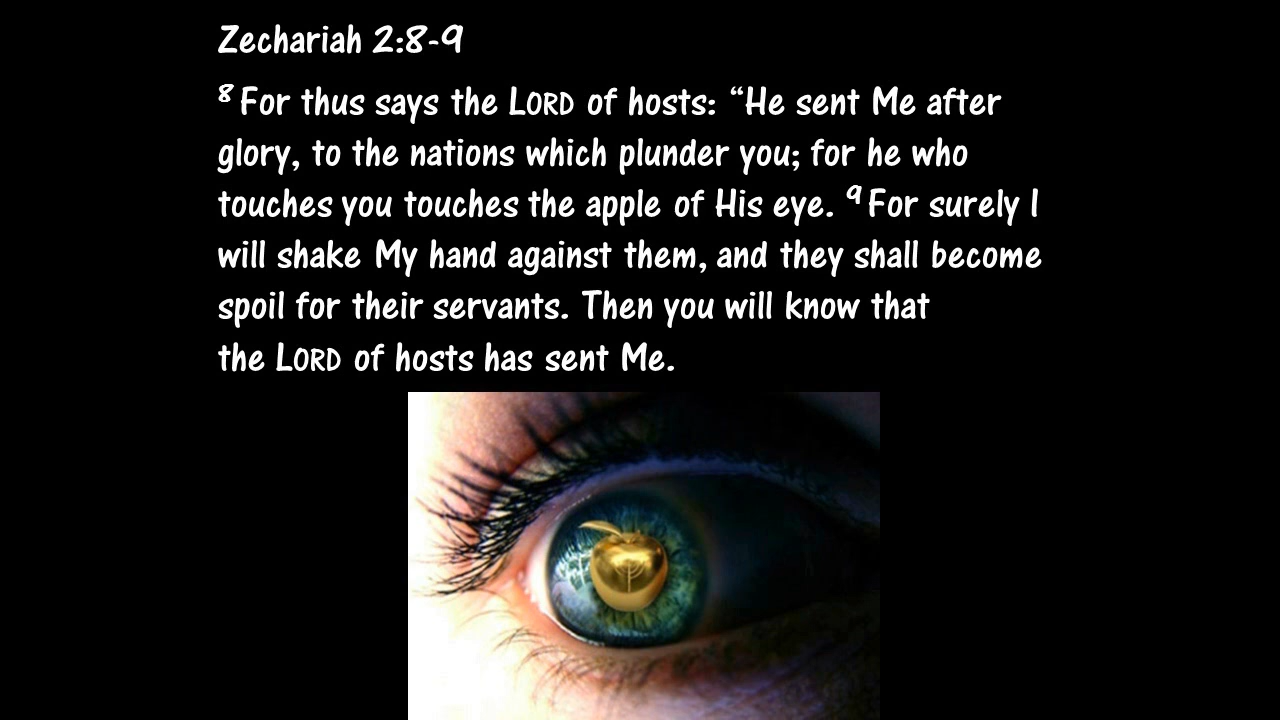 Zechariah 2:8-9
8 For thus says the LORD of hosts: “He sent Me after
glory, to the nations which plunder you; for he who
touches you touches the apple of His eye. 9 For surely I
will shake My hand against them, and they shall become
spoil for their servants. Then you will know that
the LORD of hosts has sent Me.